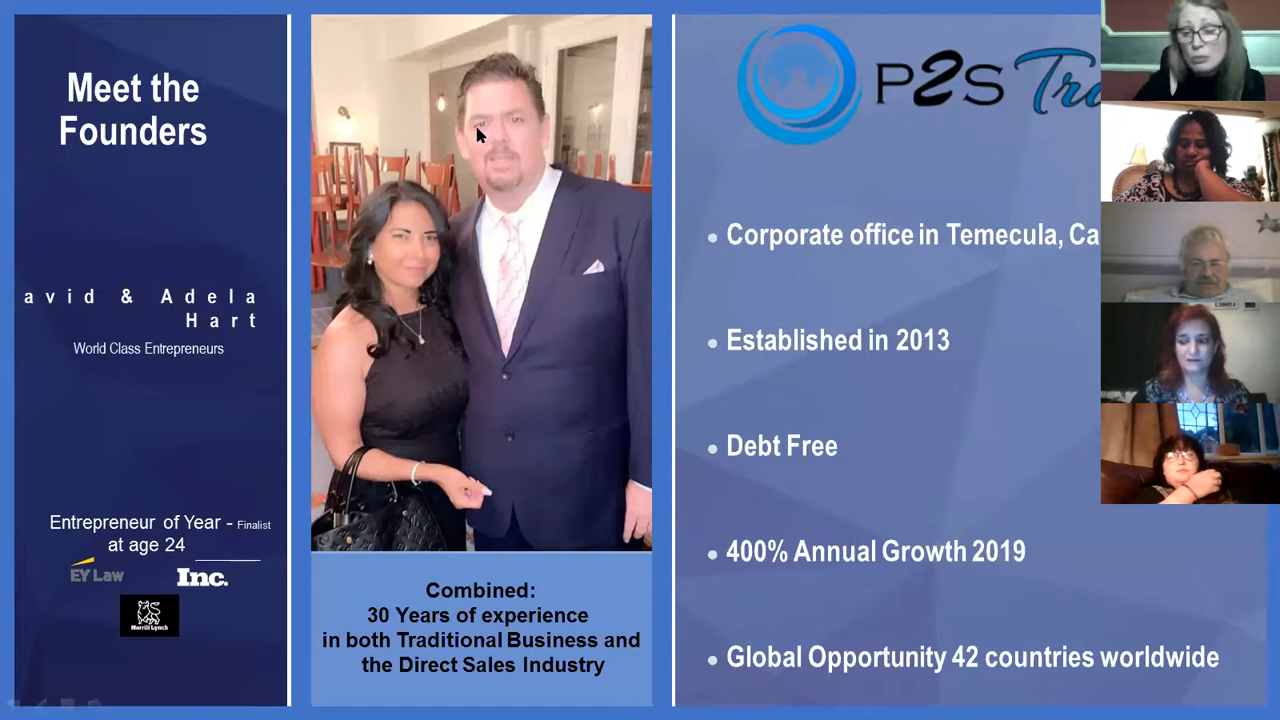 Meet the
Founders
avid & Adela
Hart
World Class Entrepreneurs
Entrepreneur of Year - Finalist
at age 24
EY Law
Inc.
Merrill Lynch
Combined:
30 Years of experience
in both Traditional Business and
the Direct Sales Industry
P2S Tra
• Corporate office in Temecula, Ca
• Established in 2013
• Debt Free
• 400% Annual Growth 2019
• Global Opportunity 42 countries worldwide